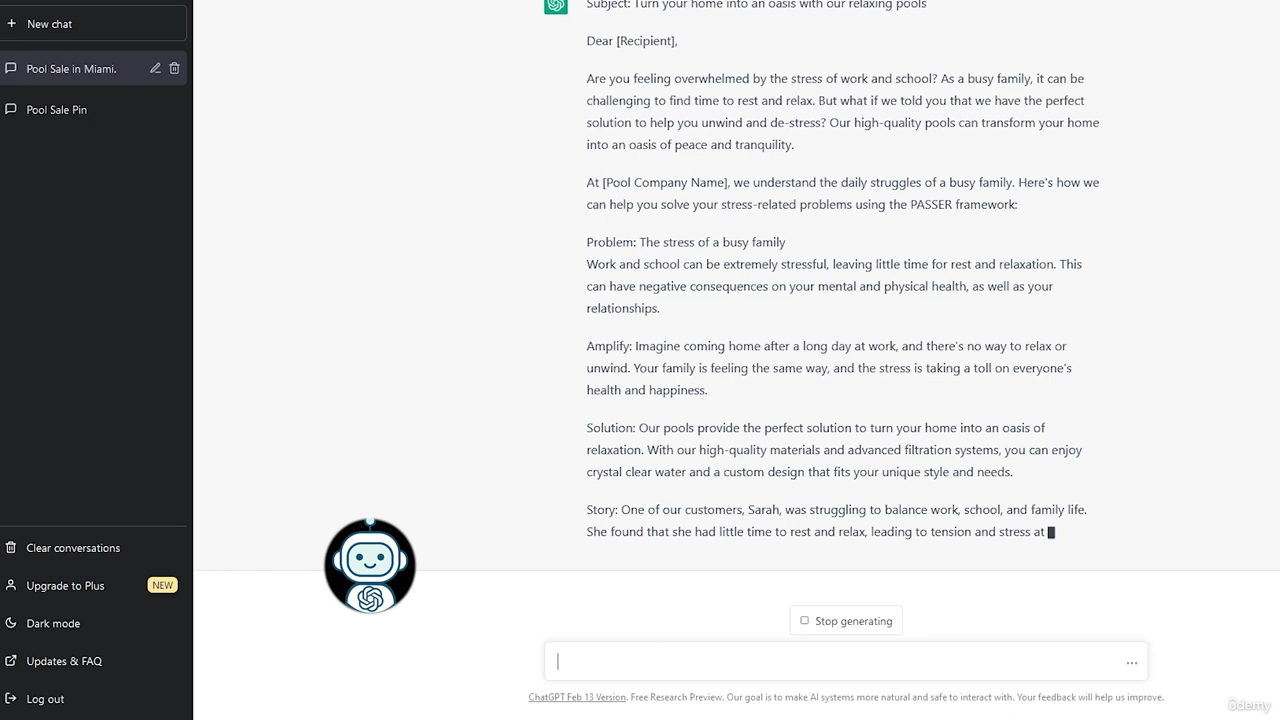 New chat
Pool Sale in Miami.
Pool Sale Pin
Subject: Turn your home into an oasis with our relaxing pools
Dear [Recipient],
Are you feeling overwhelmed by the stress of work and school? As a busy family, it can be
challenging to find time to rest and relax. But what if we told you that we have the perfect
solution to help you unwind and de-stress? Our high-quality pools can transform your home
into an oasis of peace and tranquility.
At [Pool Company Name], we understand the daily struggles of a busy family. Here's how we
can help you solve your stress-related problems using the PASSER framework:
Problem: The stress of a busy family
Work and school can be extremely stressful, leaving little time for rest and relaxation. This
can have negative consequences on your mental and physical health, as well as your
relationships.
Amplify: Imagine coming home after a long day at work, and there's no way to relax or
unwind. Your family is feeling the same way, and the stress is taking a toll on everyone's
health and happiness.
Solution: Our pools provide the perfect solution to turn your home into an oasis of
relaxation. With our high-quality materials and advanced filtration systems, you can enjoy
crystal clear water and a custom design that fits your unique style and needs.
Story: One of our customers, Sarah, was struggling to balance work, school, and family life.
She found that she had little time to rest and relax, leading to tension and stress at
Clear conversations
Upgrade to Plus NEW
Dark mode
Updates & FAQ
Log out
Stop generating
ChatGPT Feb 13 Version. Free Research Preview. Our goal is to make AI systems more natural and safe to interact with. Your feedback will help us improve.
ûdemy